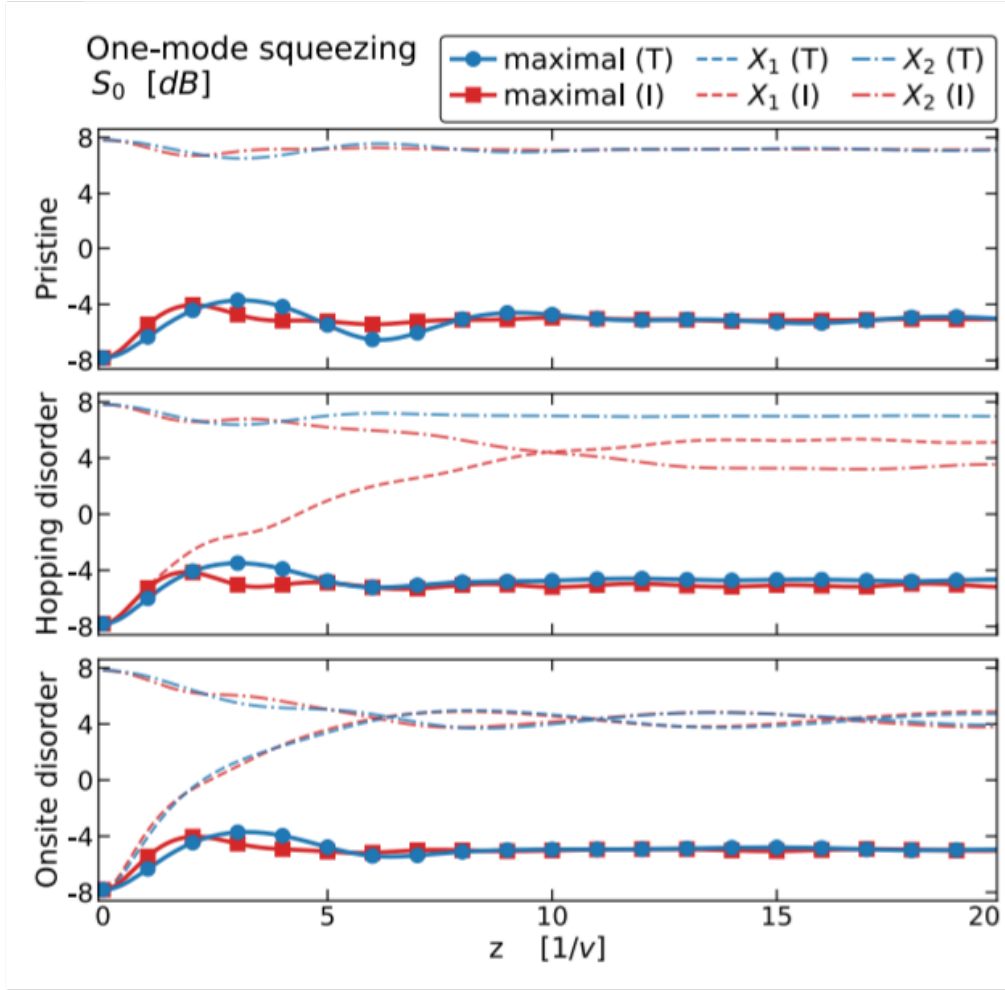 One-mode squeezing
S₀ [dB]
maximal (T)
X₁ (T)
X₂ (T)
maximal (I)
X₁ (I)
X₂ (I)
Pristine
8
4
0
-4
-8
Hopping disorder
8
4
0
-4
-8
Onsite disorder
8
4
0
-4
-8
0 5 10 15 20
z [1/v]